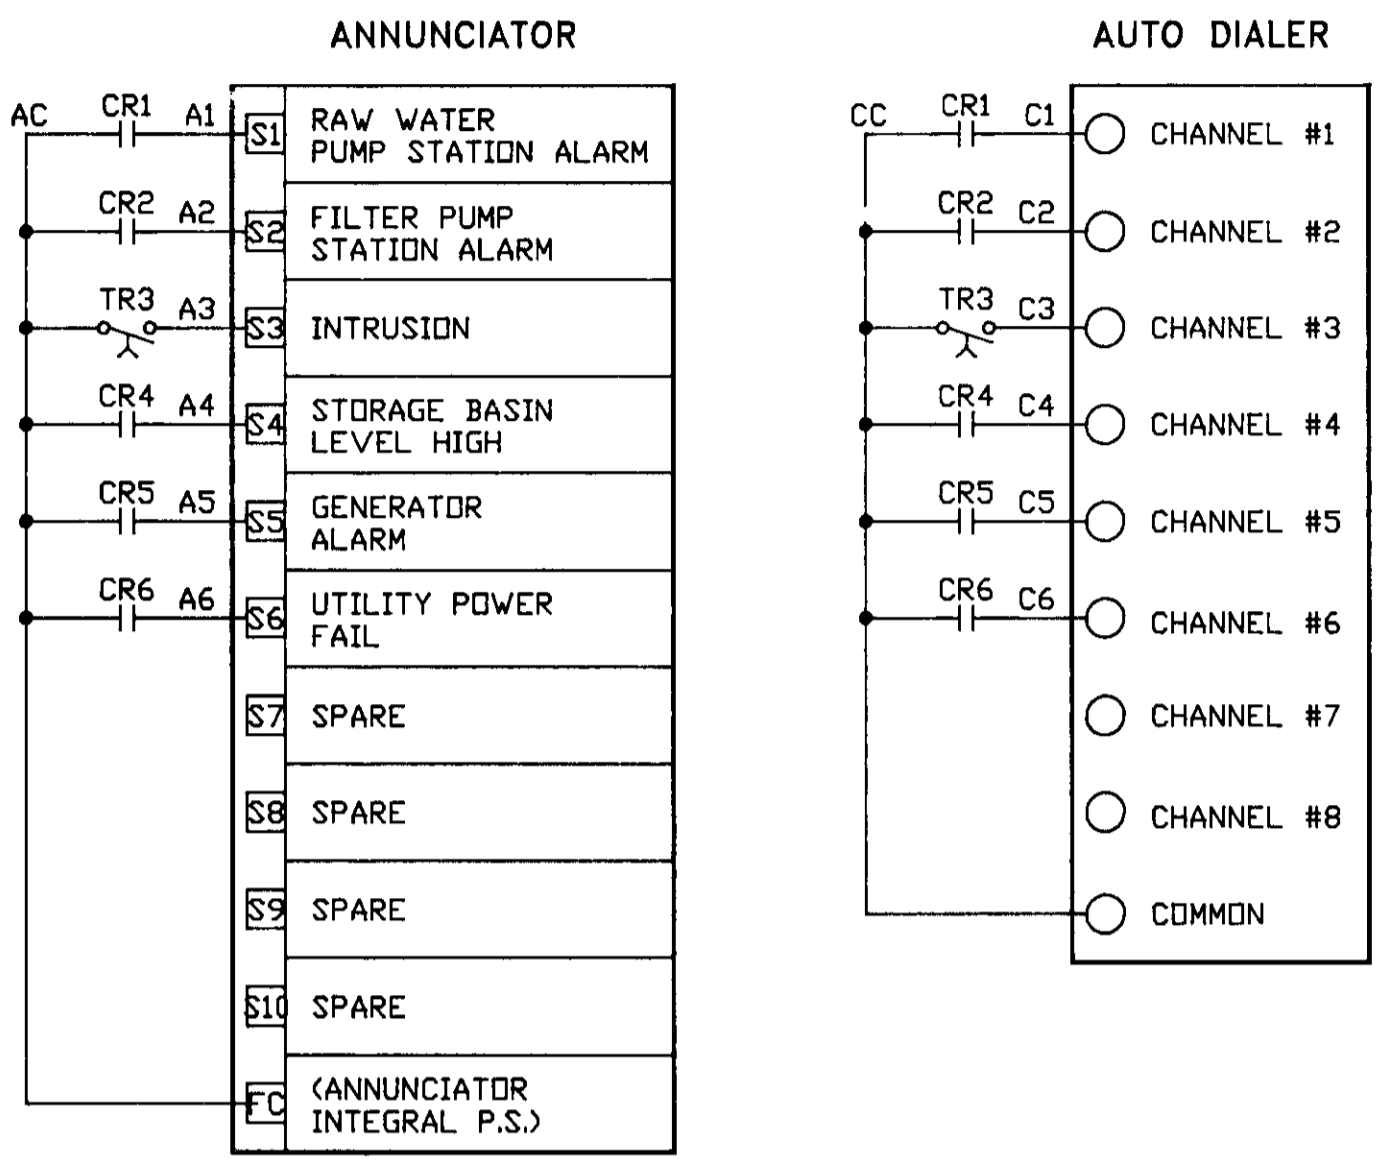 ANNUNCIATOR
AC
CR1
A1
S1
RAW WATER
PUMP STATION ALARM
CR2
A2
S2
FILTER PUMP
STATION ALARM
TR3
A3
S3
INTRUSION
CR4
A4
S4
STORAGE BASIN
LEVEL HIGH
CR5
A5
S5
GENERATOR
ALARM
CR6
A6
S6
UTILITY POWER
FAIL
S7
SPARE
S8
SPARE
S9
SPARE
S10
SPARE
FC
(ANNUNCIATOR
INTEGRAL P.S.)
AUTO DIALER
CC
CR1
C1
CHANNEL #1
CR2
C2
CHANNEL #2
TR3
C3
CHANNEL #3
CR4
C4
CHANNEL #4
CR5
C5
CHANNEL #5
CR6
C6
CHANNEL #6
CHANNEL #7
CHANNEL #8
COMMON